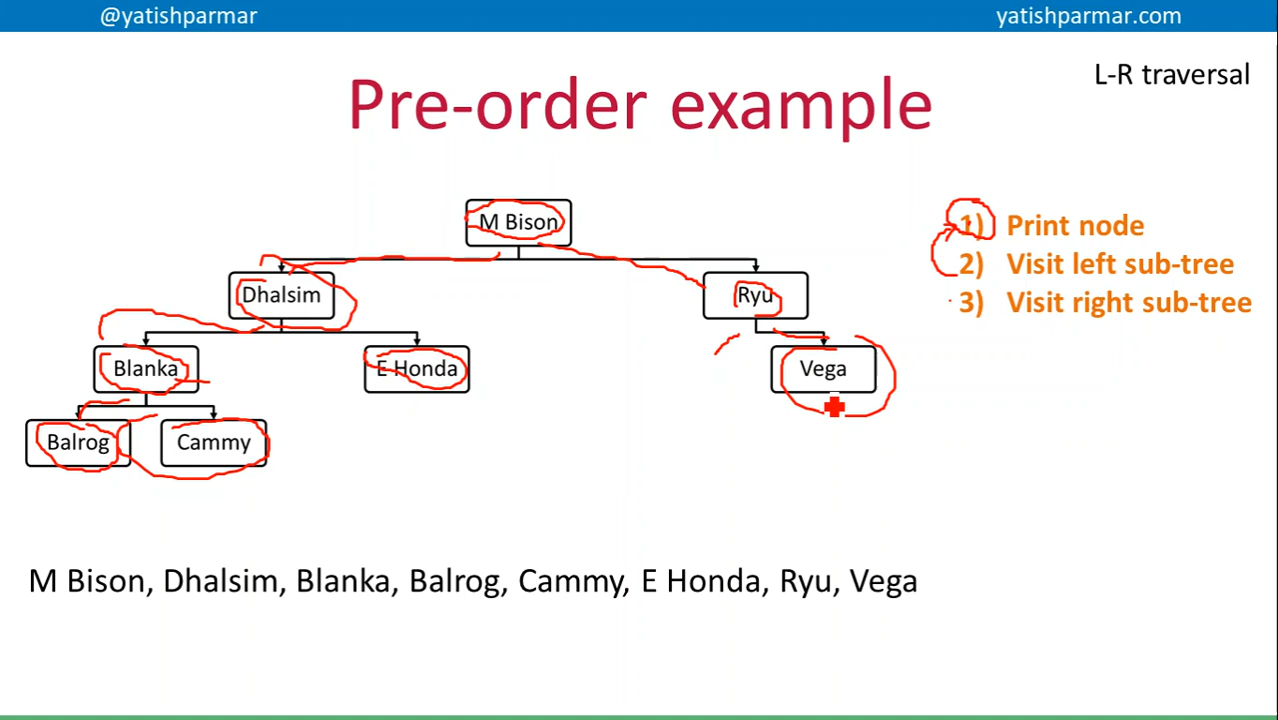 @yatishparmar
yatishparmar.com
L-R traversal
Pre-order example
M Bison
Dhalsim
Ryu
Blanka
E Honda
Vega
Balrog
Cammy
1) Print node
2) Visit left sub-tree
3) Visit right sub-tree
M Bison, Dhalsim, Blanka, Balrog, Cammy, E Honda, Ryu, Vega